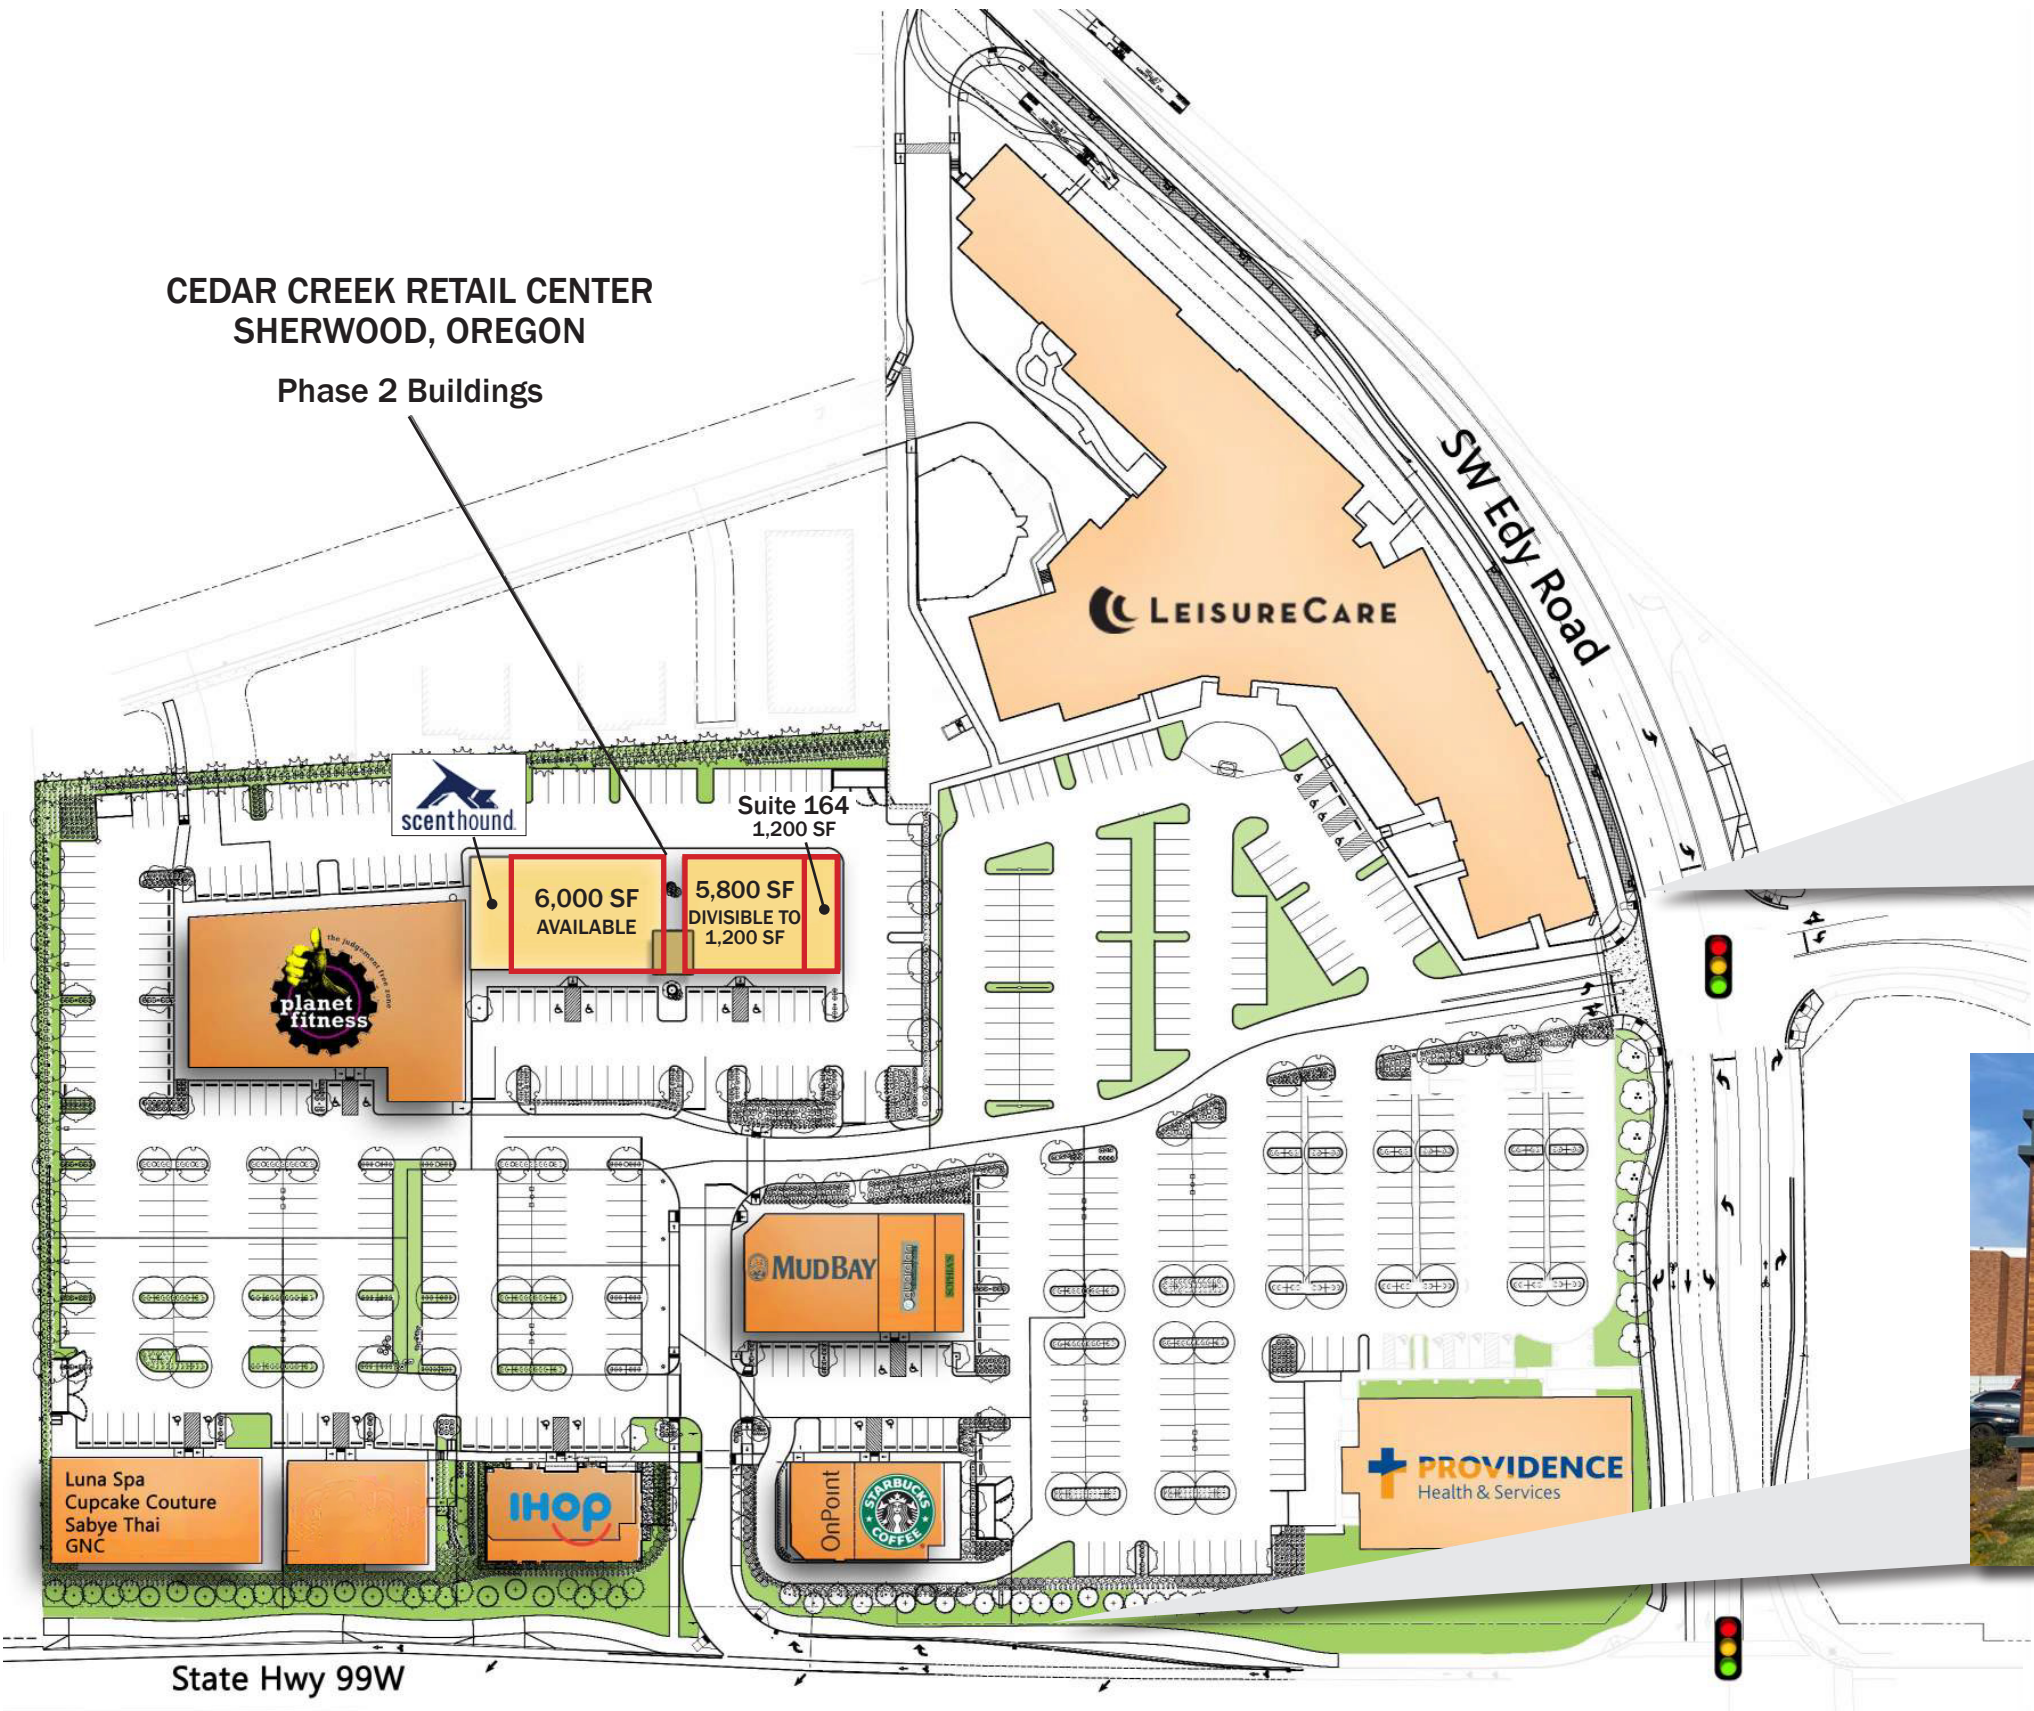 CEDAR CREEK RETAIL CENTER
SHERWOOD, OREGON
Phase 2 Buildings
SW Edy Road
LEISURECARE
scenthound.
Suite 164
1,200 SF
6,000 SF
AVAILABLE
5,800 SF
DIVISIBLE TO
1,200 SF
the judgement free zone
planet
fitness
MUDBAY
Luna Spa
Cupcake Couture
Sabye Thai
GNC
IHOP
OnPoint
STARBUCKS
COFFEE
PROVIDENCE
Health & Services
State Hwy 99W